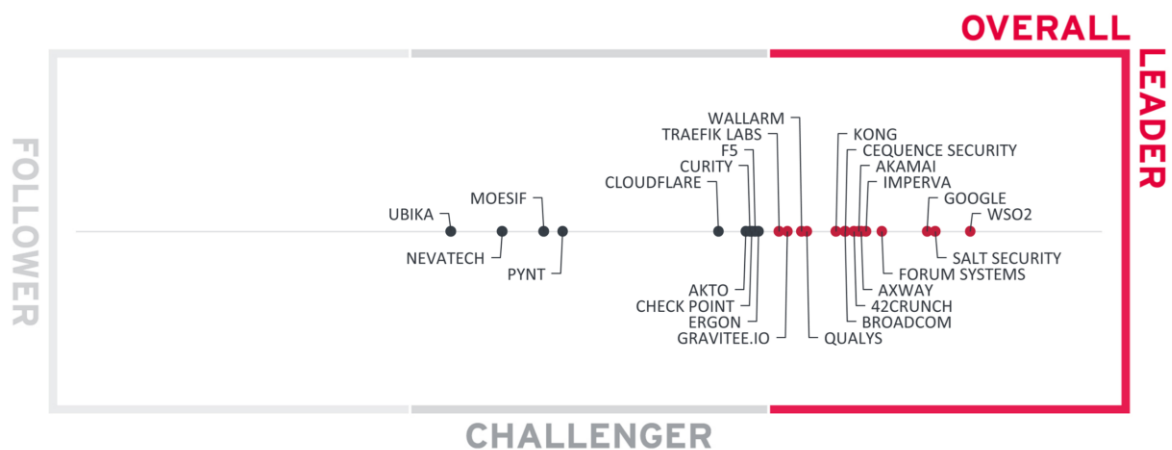 OVERALL
LEADER
FOLLOWER
CHALLENGER
WALLARM
TRAEFIK LABS
F5
CURITY
CLOUDFLARE
MOESIF
UBIKA
NEVATECH
PYNT
KONG
CEQUENCE SECURITY
AKAMAI
IMPERVA
GOOGLE
WSO2
AKTO
CHECK POINT
ERGON
GRAVITEE.IO
SALT SECURITY
FORUM SYSTEMS
AXWAY
42CRUNCH
BROADCOM
QUALYS